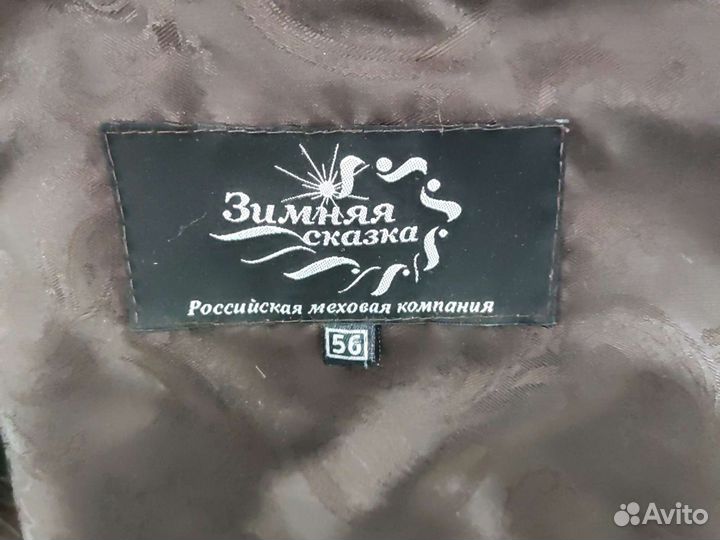 Зимняя
сказка
Российская меховая компания
56
Avito